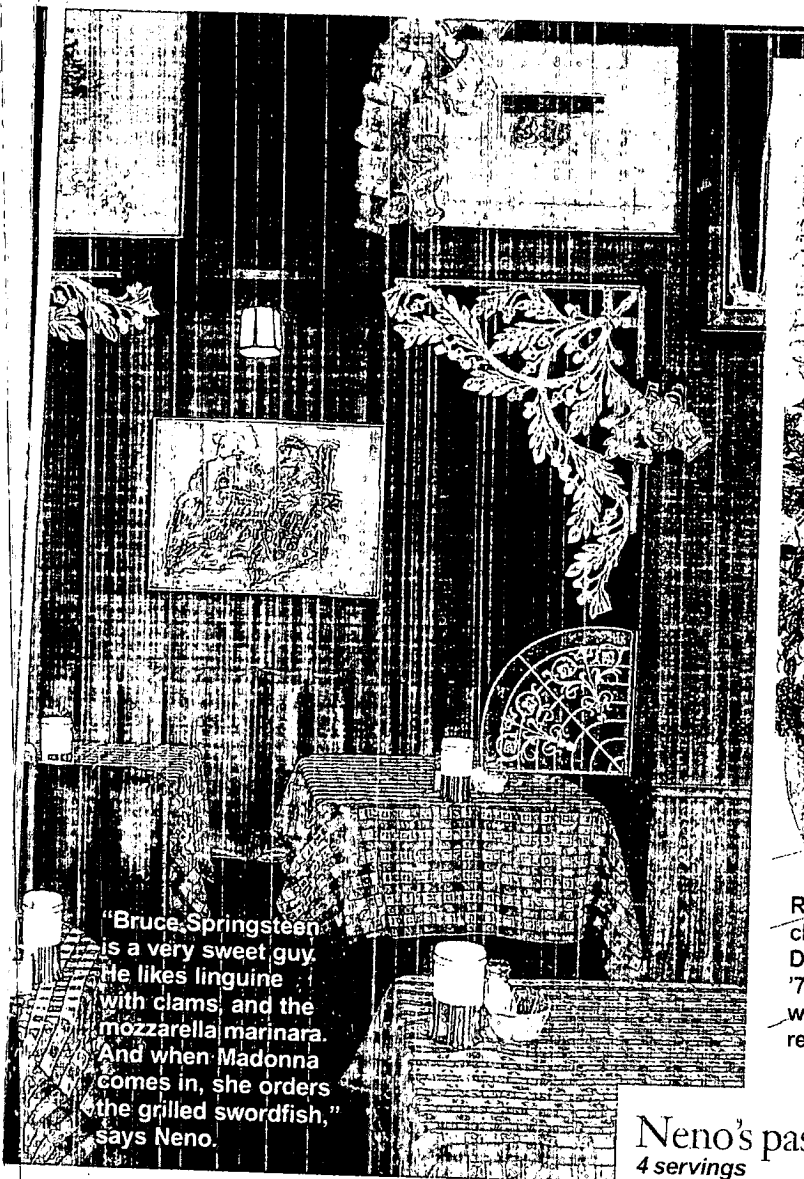 "Bruce Springsteen
is a very sweet guy.
He likes linguine
with clams, and the
mozzarella marinara.
And when Madonna
comes in, she orders
the grilled swordfish,"
says Neno.
Neno's
4 servings